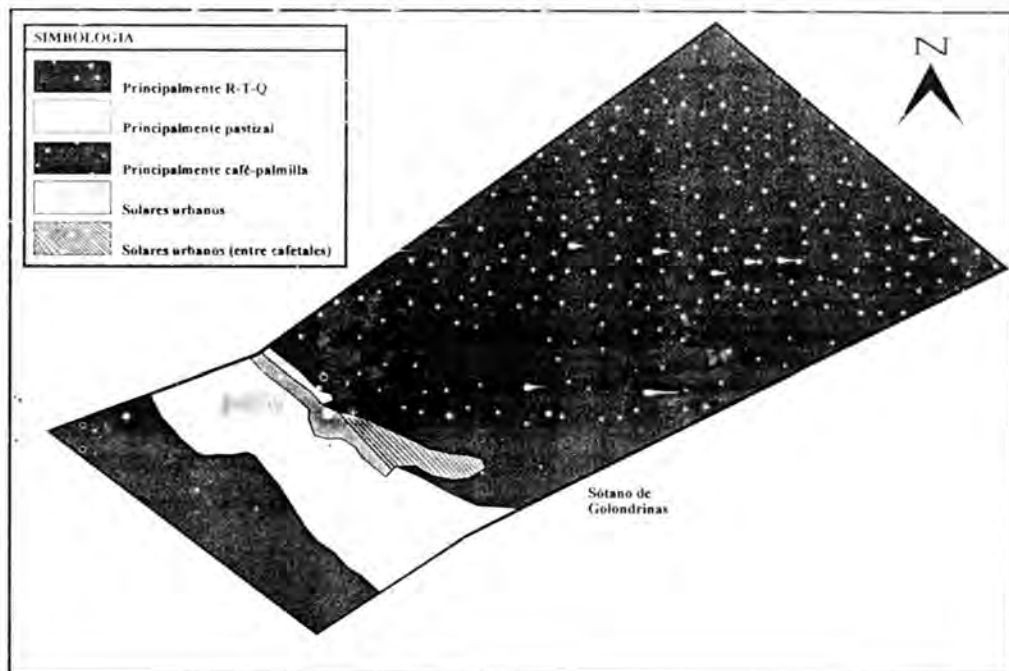 SIMBOLOGIA
Principalmente R-T-Q
Principalmente pastizal
Principalmente café-palmilla
Solares urbanos
Solares urbanos (entre cafetales)
N
Sótano de
Golondrinas